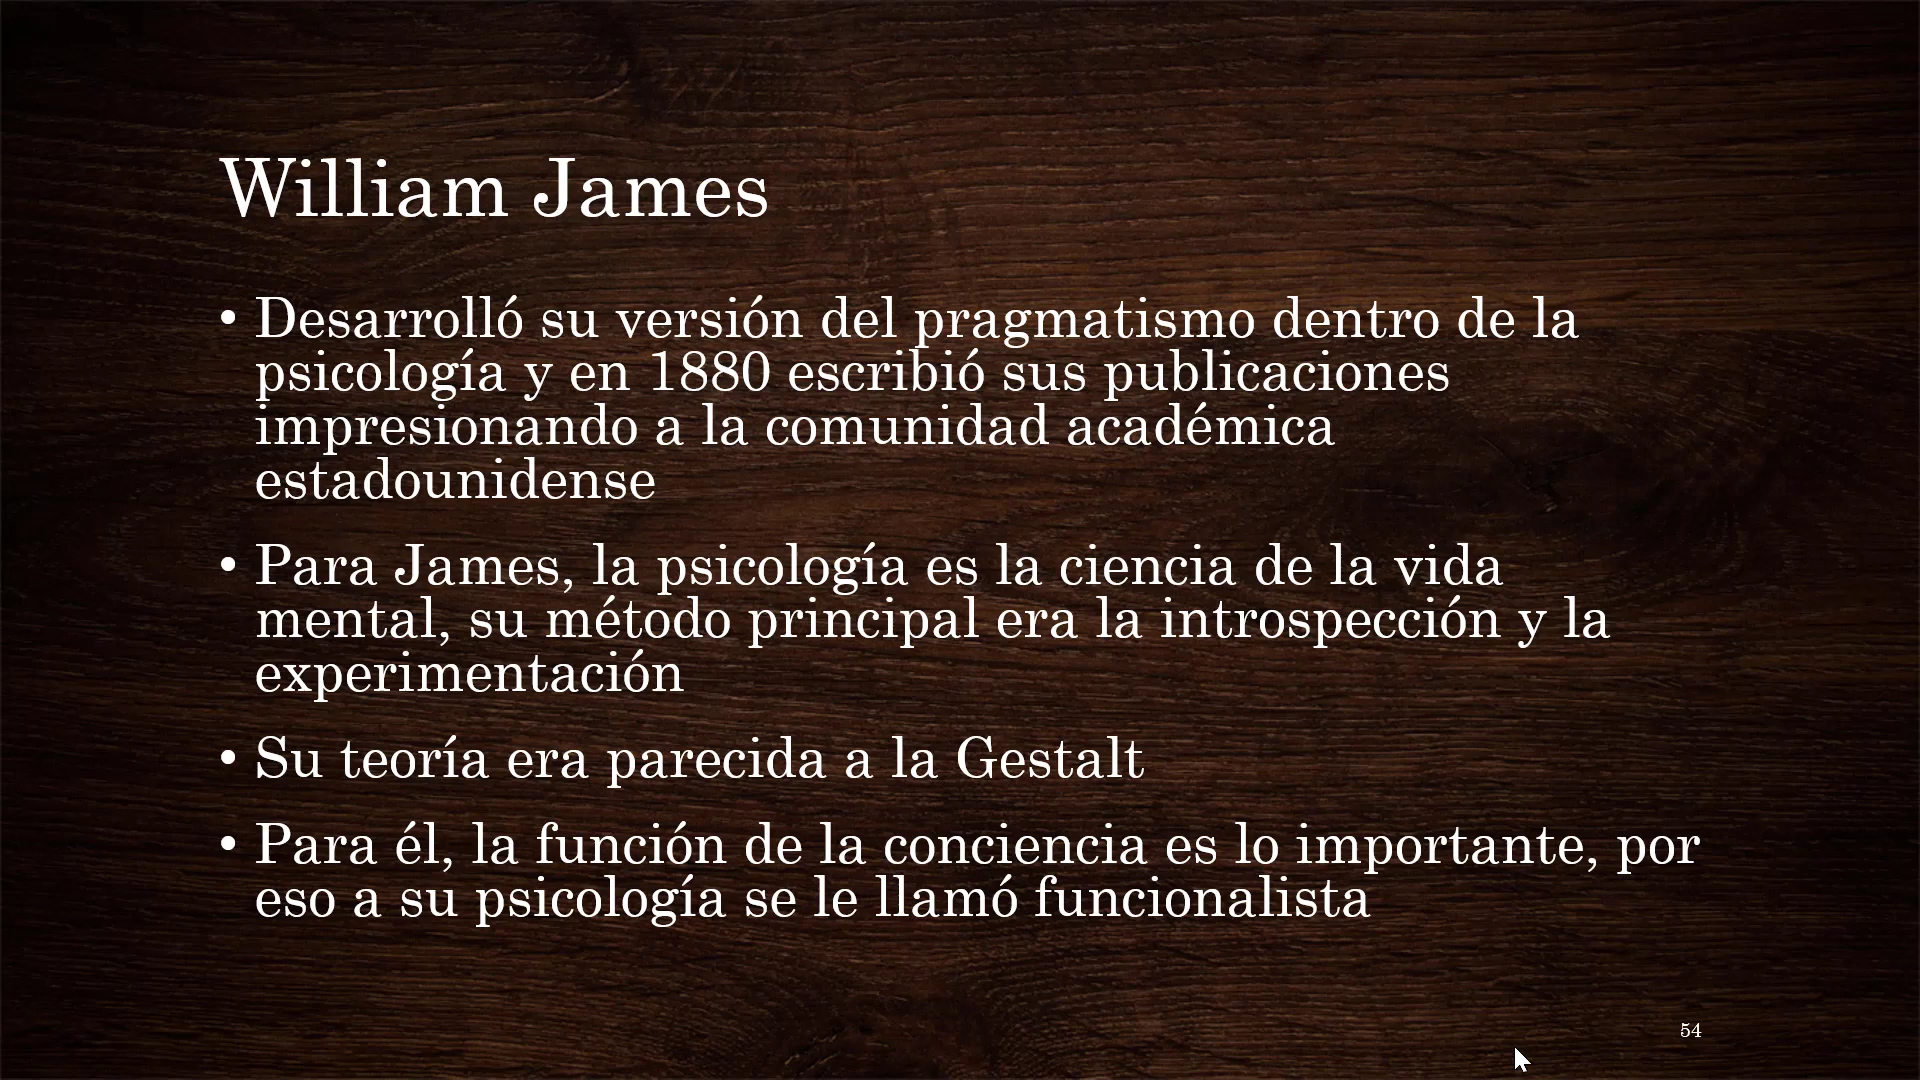 William James
• Desarrolló su versión del pragmatismo dentro de la
psicología y en 1880 escribió sus publicaciones
impresionando a la comunidad académica
estadounidense
• Para James, la psicología es la ciencia de la vida
mental, su método principal era la introspección y la
experimentación
• Su teoría era parecida a la Gestalt
• Para él, la función de la conciencia es lo importante, por
eso a su psicología se le llamó funcionalista
54